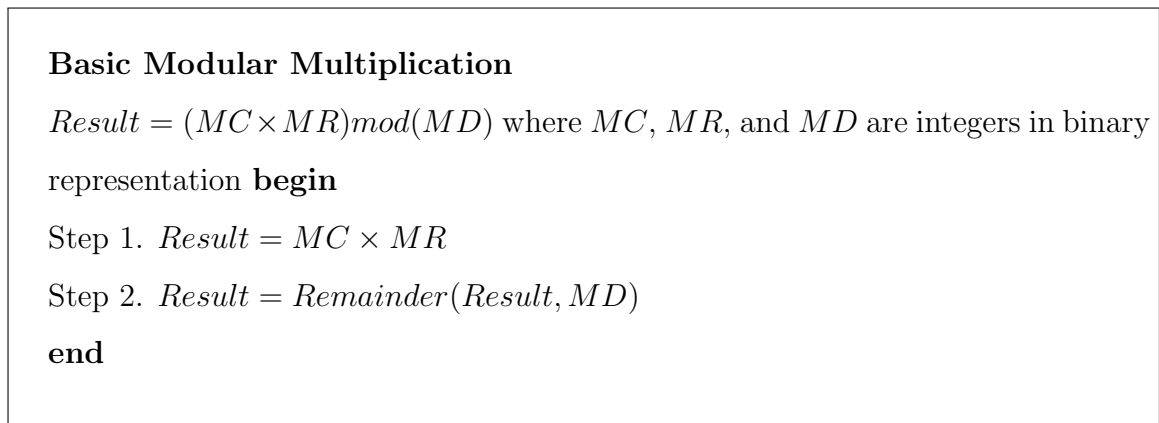 Basic Modular Multiplication
Result = (MC×MR)mod(MD) where MC, MR, and MD are integers in binary
representation begin
Step 1. Result = MC × MR
Step 2. Result = Remainder(Result, MD)
end